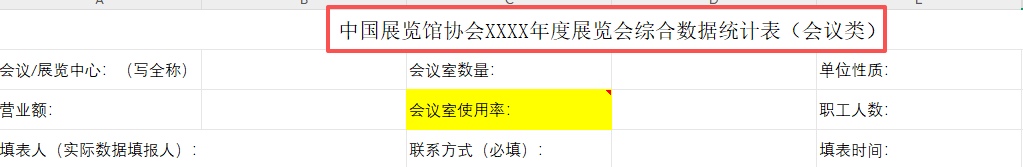 A B C D E
中国展览馆协会XXXX年度展览会综合数据统计表（会议类）
会议/展览中心：（写全称） 会议室数量： 单位性质：
营业额： 会议室使用率： 职工人数：
填表人（实际数据填报人）： 联系方式（必填）： 填表时间：